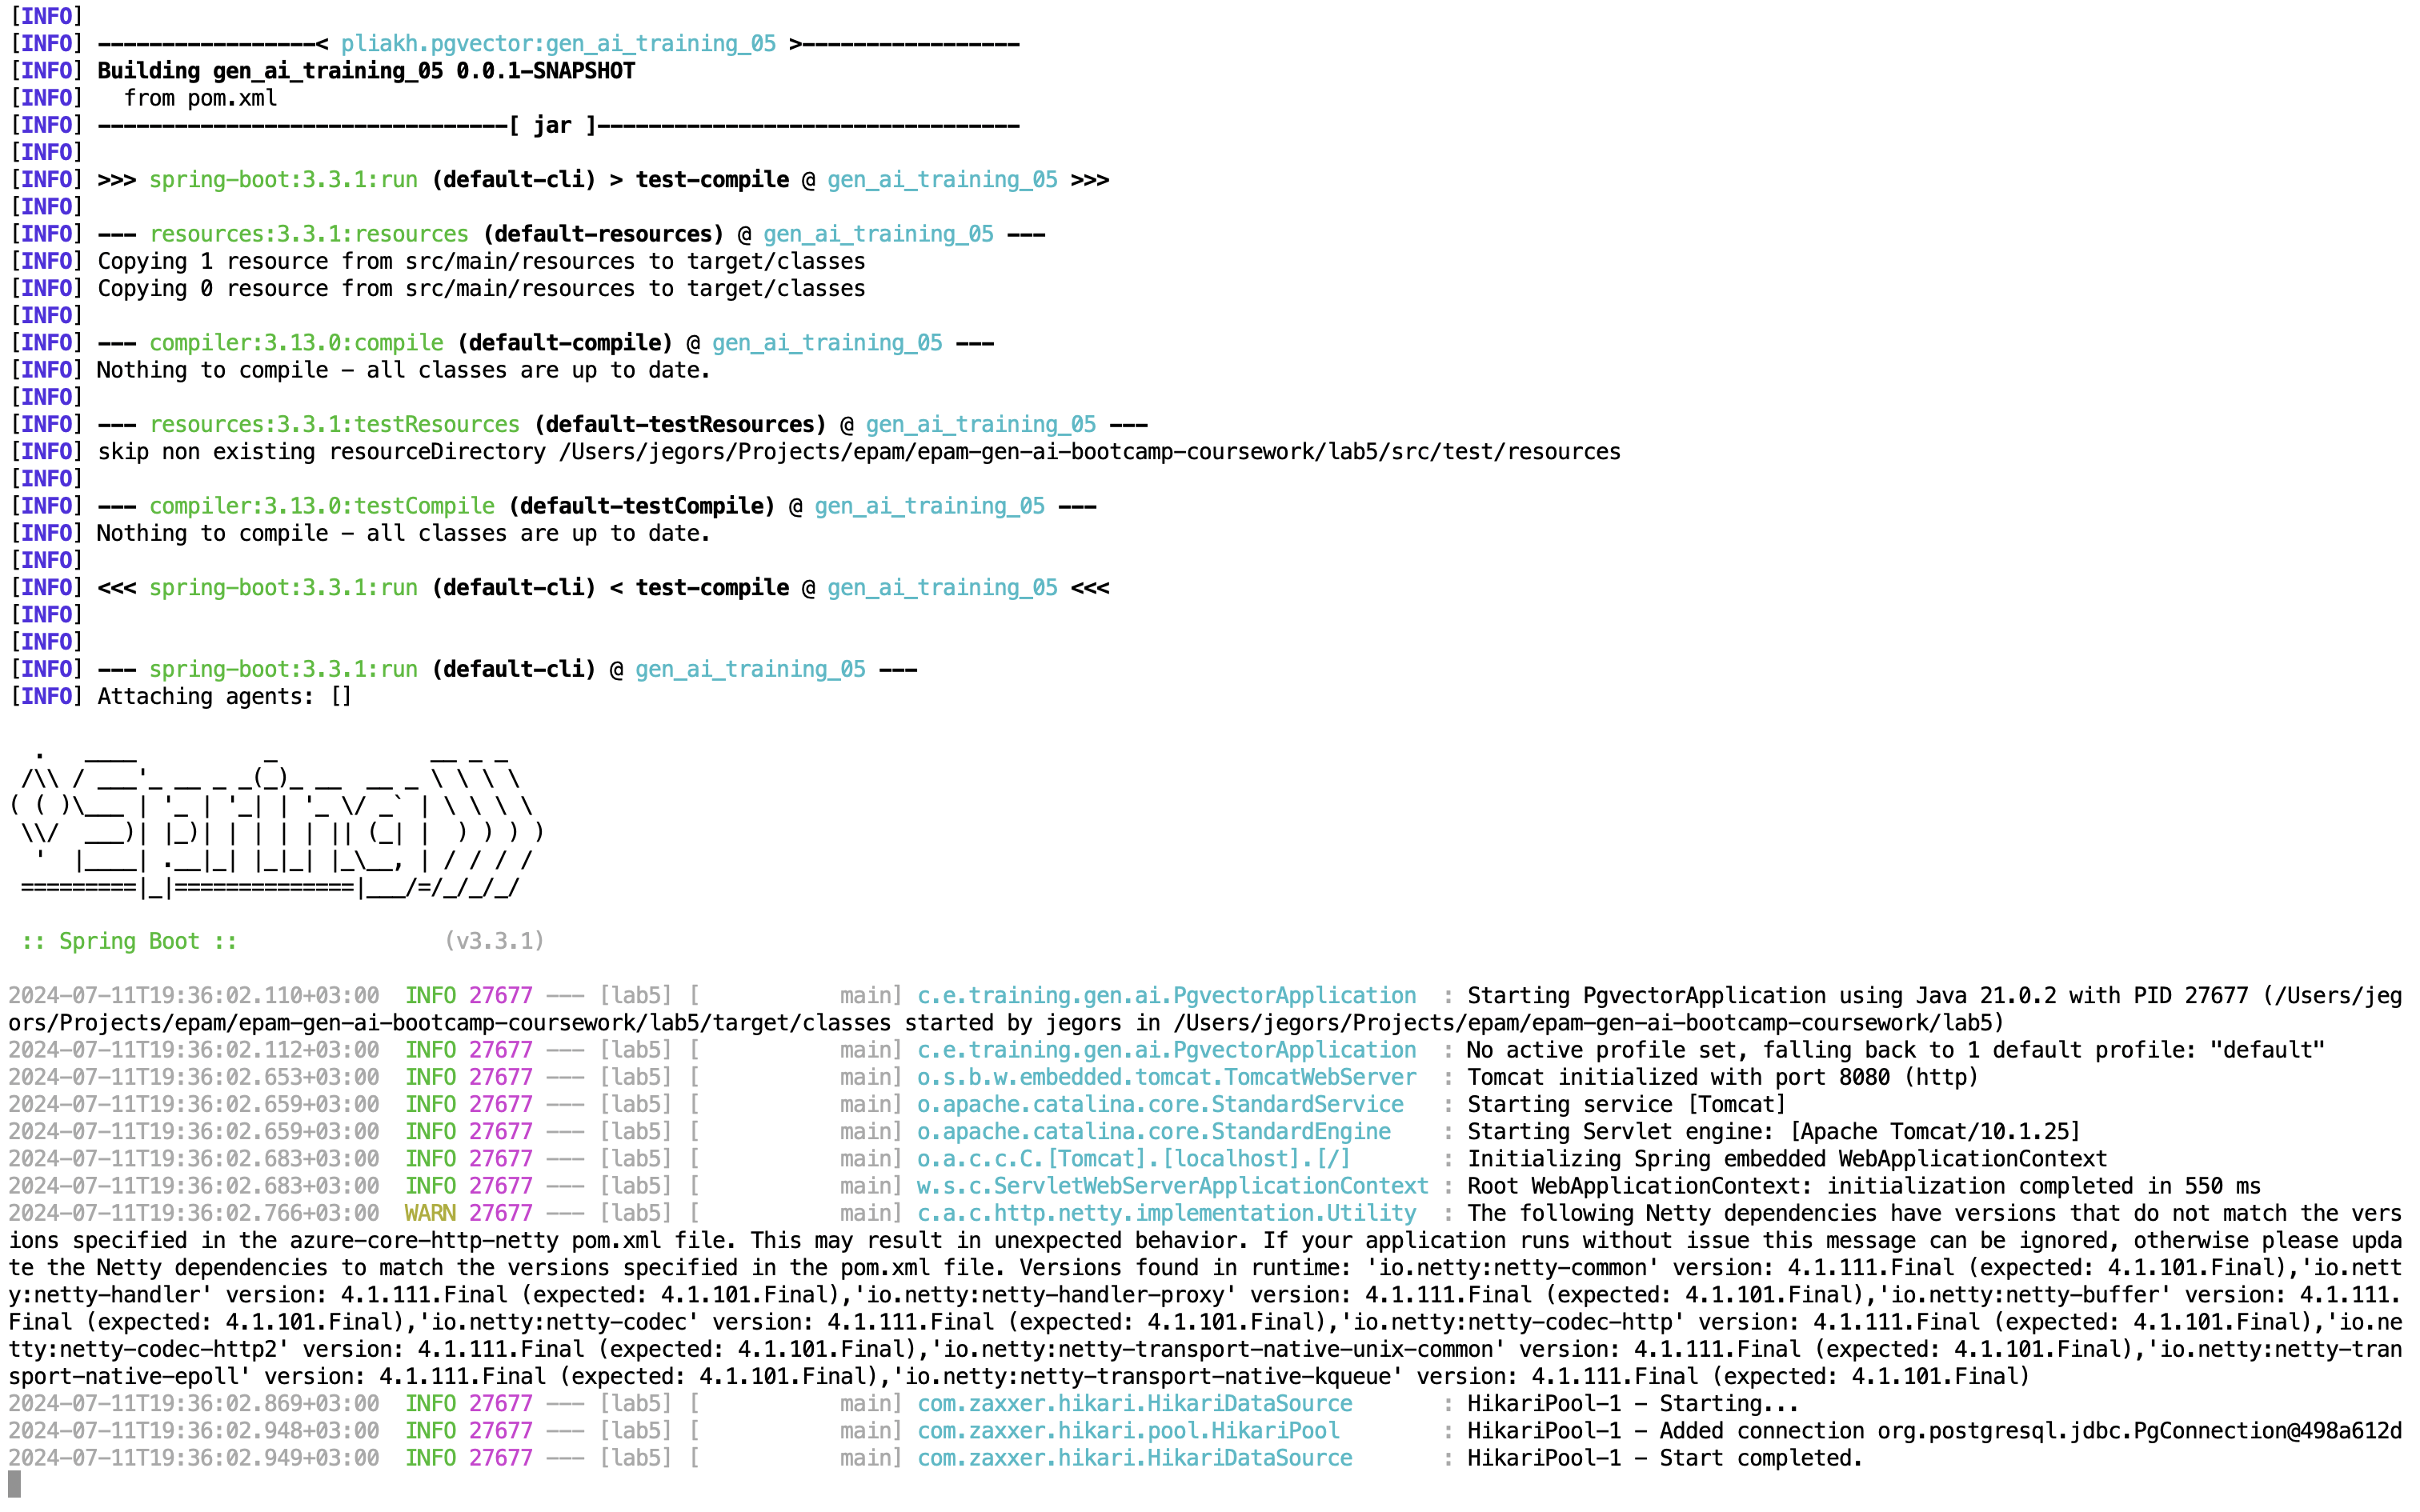 [INFO]
[INFO] -----------------< pliakh.pgvector:gen_ai_training_05 >-----------------
[INFO] Building gen_ai_training_05 0.0.1-SNAPSHOT
[INFO]   from pom.xml
[INFO] --------------------------------[ jar ]---------------------------------
[INFO]
[INFO] >>> spring-boot:3.3.1:run (default-cli) > test-compile @ gen_ai_training_05 >>>
[INFO]
[INFO] --- resources:3.3.1:resources (default-resources) @ gen_ai_training_05 ---
[INFO] Copying 1 resource from src/main/resources to target/classes
[INFO] Copying 0 resource from src/main/resources to target/classes
[INFO]
[INFO] --- compiler:3.13.0:compile (default-compile) @ gen_ai_training_05 ---
[INFO] Nothing to compile - all classes are up to date.
[INFO]
[INFO] --- resources:3.3.1:testResources (default-testResources) @ gen_ai_training_05 ---
[INFO] skip non existing resourceDirectory /Users/jegors/Projects/epam/epam-gen-ai-bootcamp-coursework/lab5/src/test/resources
[INFO]
[INFO] --- compiler:3.13.0:testCompile (default-testCompile) @ gen_ai_training_05 ---
[INFO] Nothing to compile - all classes are up to date.
[INFO]
[INFO] <<< spring-boot:3.3.1:run (default-cli) < test-compile @ gen_ai_training_05 <<<
[INFO]
[INFO]
[INFO] --- spring-boot:3.3.1:run (default-cli) @ gen_ai_training_05 ---
[INFO] Attaching agents: []

  .   ____          _            __ _ _
 /\\ / ___'_ __ _ _(_)_ __  __ _ \ \ \ \
( ( )\___ | '_ | '_| | '_ \/ _` | \ \ \ \
 \\/  ___)| |_)| | | | | || (_| |  ) ) ) )
  '  |____| .__|_| |_|_| |_\__, | / / / /
 =========|_|==============|___/=/_/_/_/

 :: Spring Boot ::                (v3.3.1)

2024-07-11T19:36:02.110+03:00  INFO 27677 --- [lab5] [           main] c.e.training.gen.ai.PgvectorApplication  : Starting PgvectorApplication using Java 21.0.2 with PID 27677 (/Users/jeg
ors/Projects/epam/epam-gen-ai-bootcamp-coursework/lab5/target/classes started by jegors in /Users/jegors/Projects/epam/epam-gen-ai-bootcamp-coursework/lab5)
2024-07-11T19:36:02.112+03:00  INFO 27677 --- [lab5] [           main] c.e.training.gen.ai.PgvectorApplication  : No active profile set, falling back to 1 default profile: "default"
2024-07-11T19:36:02.653+03:00  INFO 27677 --- [lab5] [           main] o.s.b.w.embedded.tomcat.TomcatWebServer  : Tomcat initialized with port 8080 (http)
2024-07-11T19:36:02.659+03:00  INFO 27677 --- [lab5] [           main] o.apache.catalina.core.StandardService   : Starting service [Tomcat]
2024-07-11T19:36:02.659+03:00  INFO 27677 --- [lab5] [           main] o.apache.catalina.core.StandardEngine    : Starting Servlet engine: [Apache Tomcat/10.1.25]
2024-07-11T19:36:02.683+03:00  INFO 27677 --- [lab5] [           main] o.a.c.c.C.[Tomcat].[localhost].[/]       : Initializing Spring embedded WebApplicationContext
2024-07-11T19:36:02.683+03:00  INFO 27677 --- [lab5] [           main] w.s.c.ServletWebServerApplicationContext : Root WebApplicationContext: initialization completed in 550 ms
2024-07-11T19:36:02.766+03:00  WARN 27677 --- [lab5] [           main] c.a.c.http.netty.implementation.Utility  : The following Netty dependencies have versions that do not match the vers
ions specified in the azure-core-http-netty pom.xml file. This may result in unexpected behavior. If your application runs without issue this message can be ignored, otherwise please upda
te the Netty dependencies to match the versions specified in the pom.xml file. Versions found in runtime: 'io.netty:netty-common' version: 4.1.111.Final (expected: 4.1.101.Final),'io.nett
y:netty-handler' version: 4.1.111.Final (expected: 4.1.101.Final),'io.netty:netty-handler-proxy' version: 4.1.111.Final (expected: 4.1.101.Final),'io.netty:netty-buffer' version: 4.1.111.
Final (expected: 4.1.101.Final),'io.netty:netty-codec' version: 4.1.111.Final (expected: 4.1.101.Final),'io.netty:netty-codec-http' version: 4.1.111.Final (expected: 4.1.101.Final),'io.ne
tty:netty-codec-http2' version: 4.1.111.Final (expected: 4.1.101.Final),'io.netty:netty-transport-native-unix-common' version: 4.1.111.Final (expected: 4.1.101.Final),'io.netty:netty-tran
sport-native-epoll' version: 4.1.111.Final (expected: 4.1.101.Final),'io.netty:netty-transport-native-kqueue' version: 4.1.111.Final (expected: 4.1.101.Final)
2024-07-11T19:36:02.869+03:00  INFO 27677 --- [lab5] [           main] com.zaxxer.hikari.HikariDataSource       : HikariPool-1 - Starting...
2024-07-11T19:36:02.948+03:00  INFO 27677 --- [lab5] [           main] com.zaxxer.hikari.pool.HikariPool        : HikariPool-1 - Added connection org.postgresql.jdbc.PgConnection@498a612d
2024-07-11T19:36:02.949+03:00  INFO 27677 --- [lab5] [           main] com.zaxxer.hikari.HikariDataSource       : HikariPool-1 - Start completed.